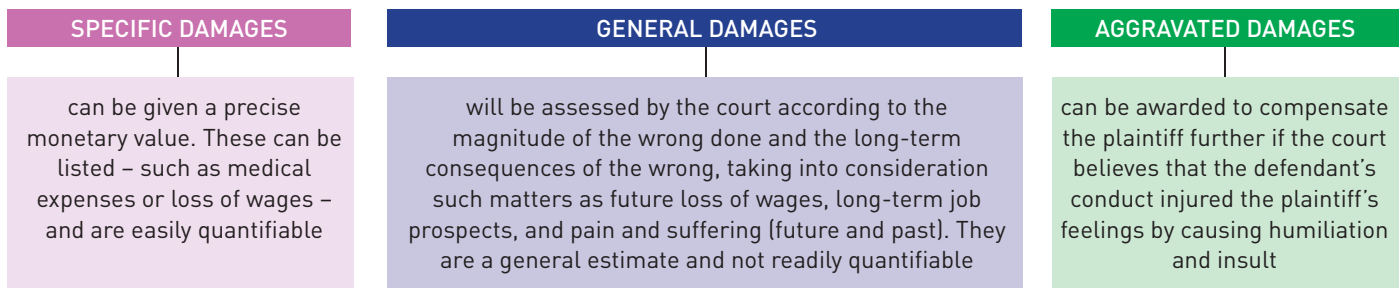 SPECIFIC DAMAGES
can be given a precise
monetary value. These can be
listed – such as medical
expenses or loss of wages –
and are easily quantifiable
GENERAL DAMAGES
will be assessed by the court according to the
magnitude of the wrong done and the long-term
consequences of the wrong, taking into consideration
such matters as future loss of wages, long-term job
prospects, and pain and suffering (future and past). They
are a general estimate and not readily quantifiable
AGGRAVATED DAMAGES
can be awarded to compensate
the plaintiff further if the court
believes that the defendant’s
conduct injured the plaintiff’s
feelings by causing humiliation
and insult